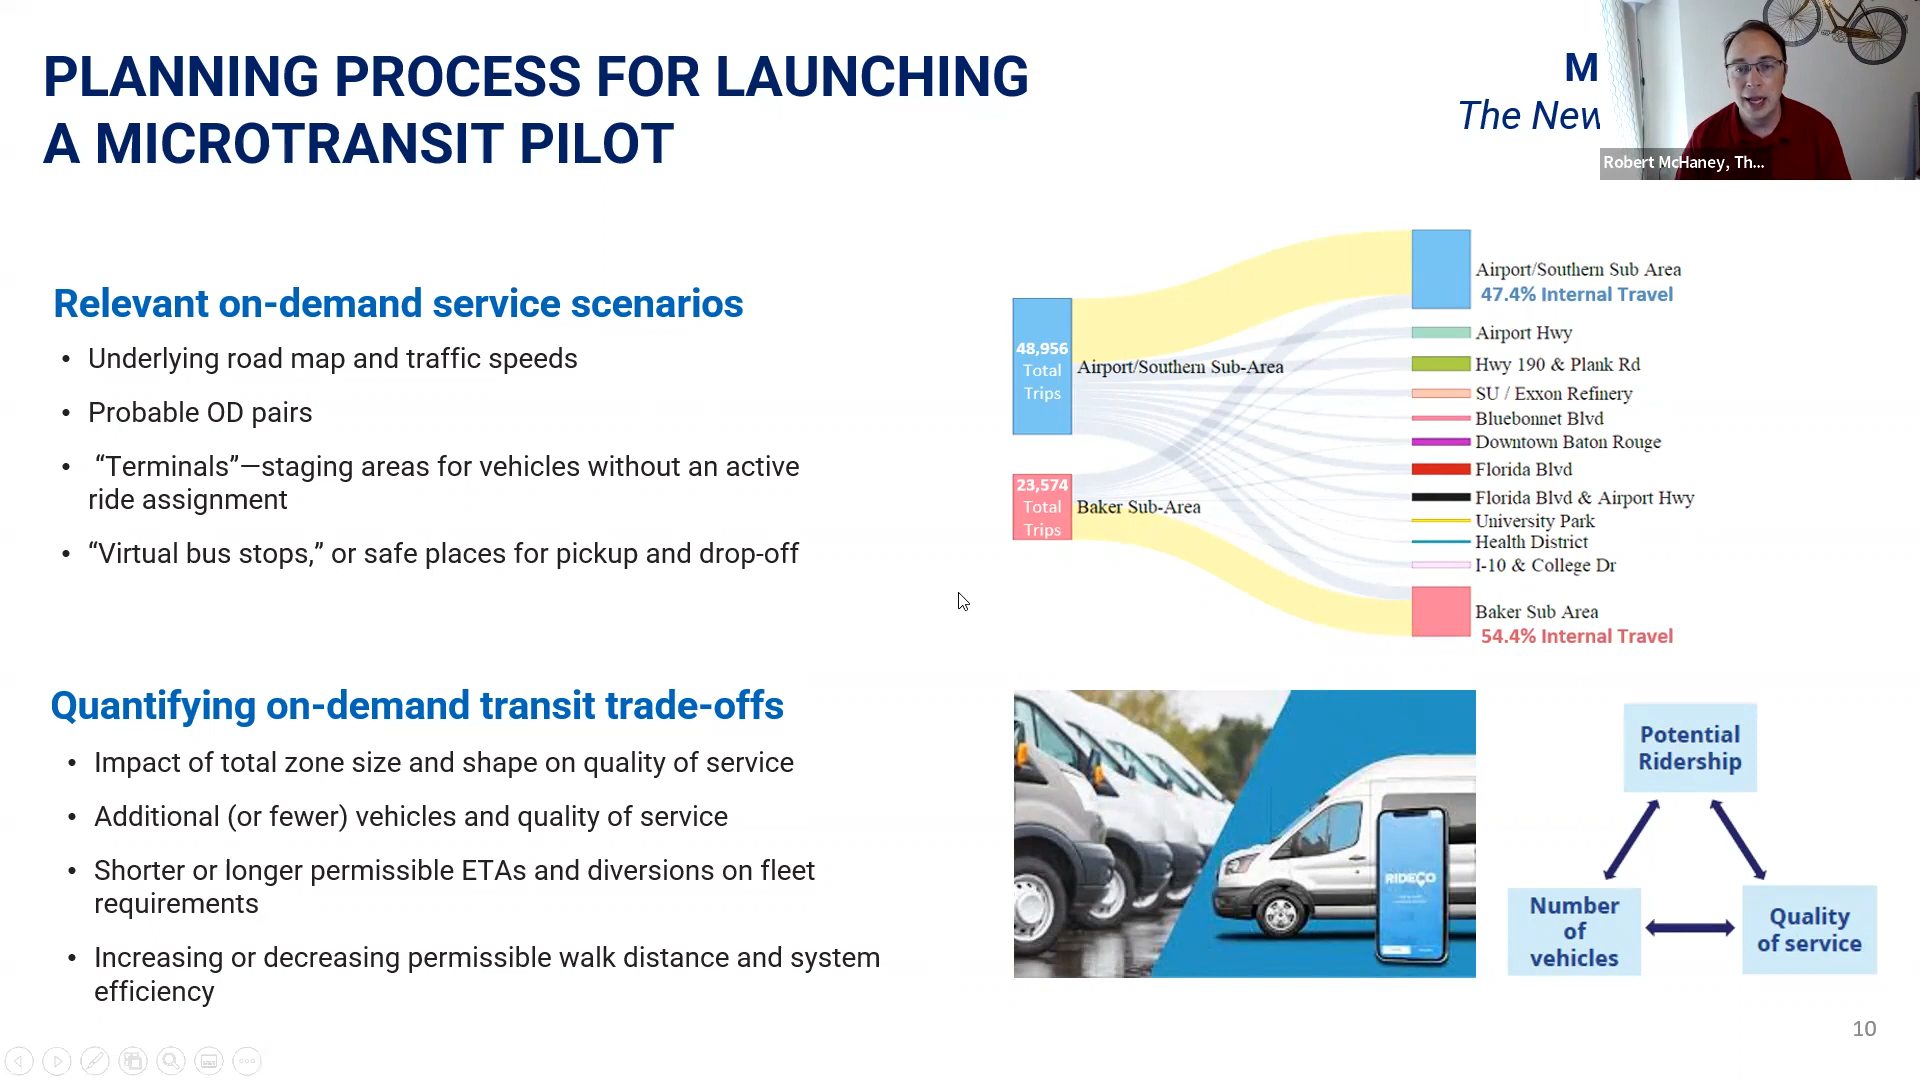 PLANNING PROCESS FOR LAUNCHING
A MICROTRANSIT PILOT
M
The New
Robert McHaney, Th...
Relevant on-demand service scenarios
• Underlying road map and traffic speeds
• Probable OD pairs
• “Terminals”—staging areas for vehicles without an active
ride assignment
• “Virtual bus stops,” or safe places for pickup and drop-off
48,956
Total
Trips
Airport/Southern Sub-Area
23,574
Total
Trips
Baker Sub-Area
Airport/Southern Sub Area
47.4% Internal Travel
Airport Hwy
Hwy 190 & Plank Rd
SU / Exxon Refinery
Bluebonnet Blvd
Downtown Baton Rouge
Florida Blvd
Florida Blvd & Airport Hwy
University Park
Health District
I-10 & College Dr
Baker Sub Area
54.4% Internal Travel
Quantifying on-demand transit trade-offs
• Impact of total zone size and shape on quality of service
• Additional (or fewer) vehicles and quality of service
• Shorter or longer permissible ETAs and diversions on fleet
requirements
• Increasing or decreasing permissible walk distance and system
efficiency
RIDECO
Potential
Ridership
Number
of
vehicles
Quality
of service
10